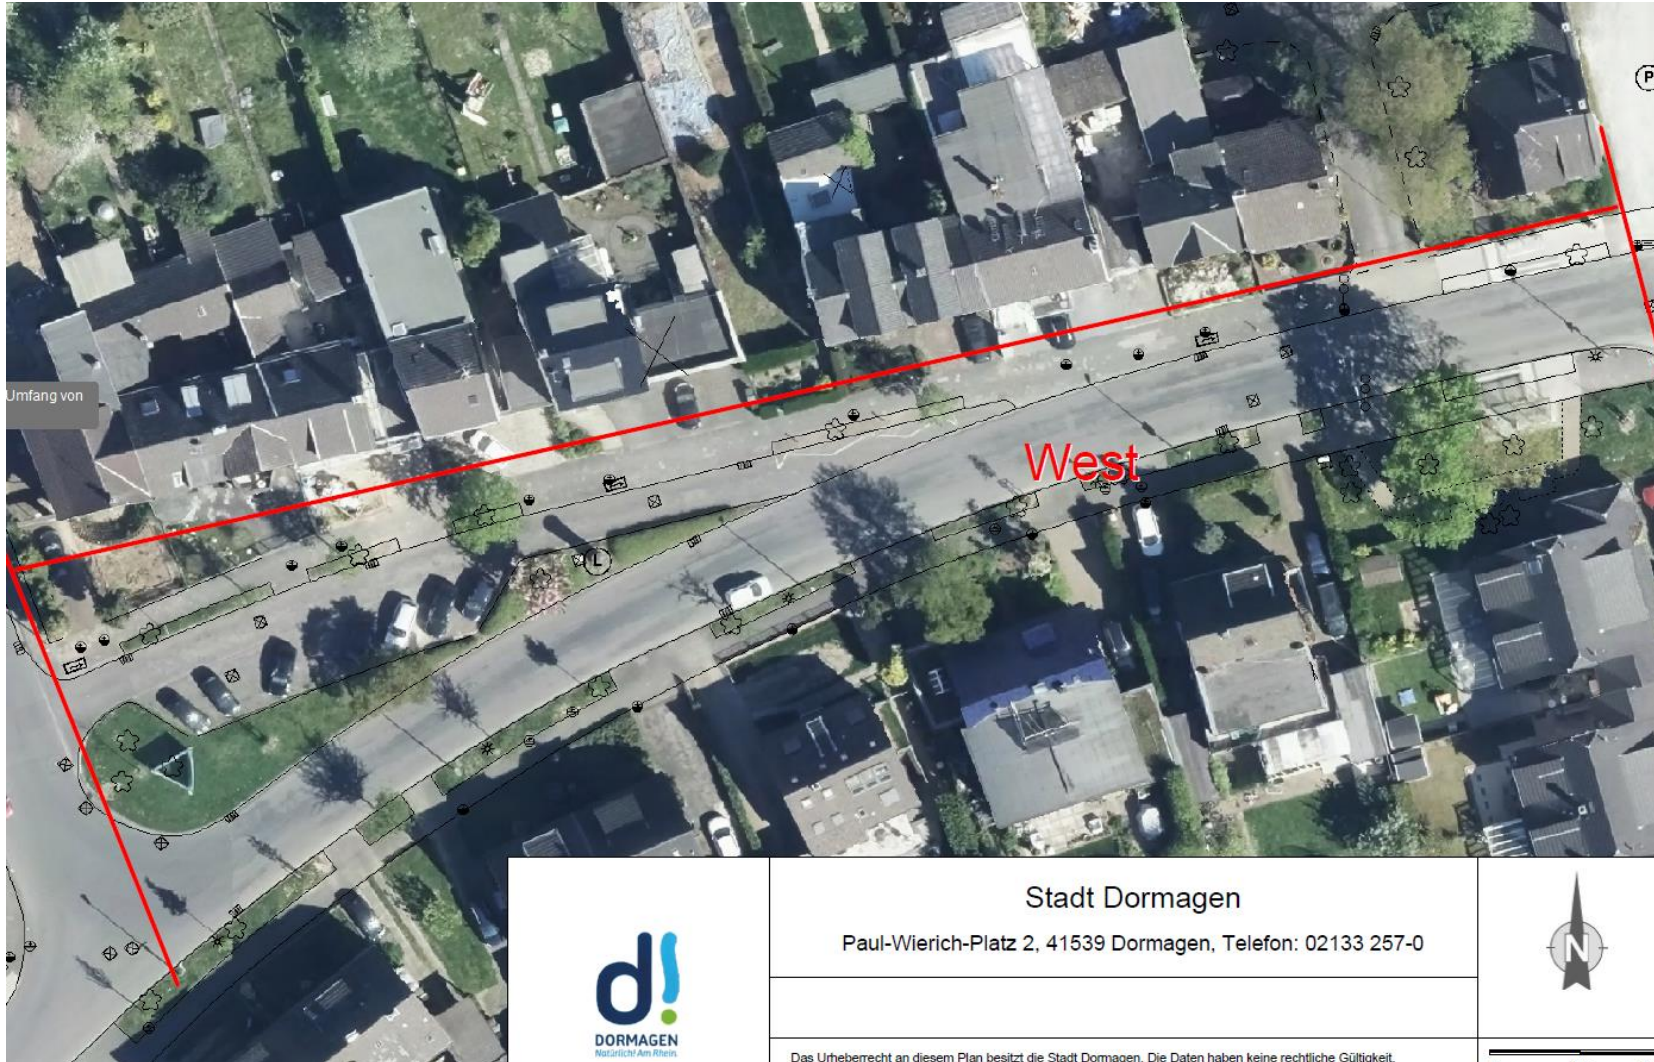 P
Umfang von
West
L
Stadt Dormagen
Paul-Wierich-Platz 2, 41539 Dormagen, Telefon: 02133 257-0
N
d!
DORMAGEN
Natürlich! Am Rhein.
Das Urheberrecht an diesem Plan besitzt die Stadt Dormagen. Die Daten haben keine rechtliche Gültigkeit.